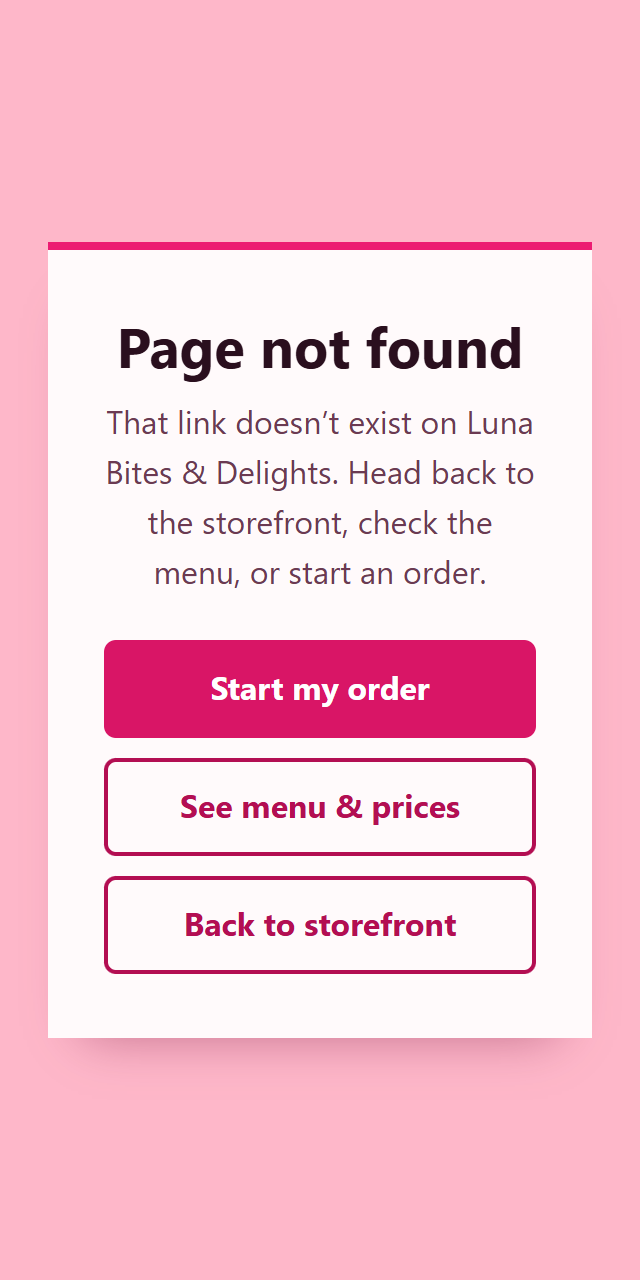 Page not found
That link doesn’t exist on Luna
Bites & Delights. Head back to
the storefront, check the
menu, or start an order.
Start my order
See menu & prices
Back to storefront